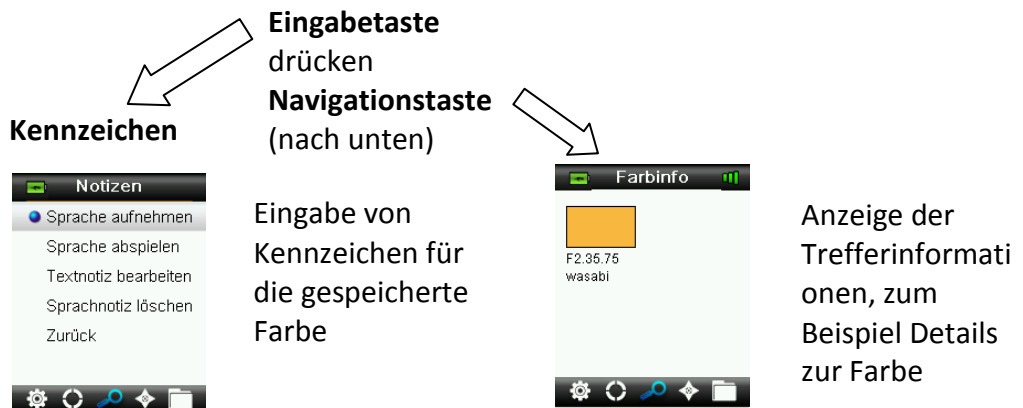 Eingabetaste
drücken
Navigationstaste
(nach unten)
Kennzeichen
Notizen
Sprache aufnehmen
Sprache abspielen
Textnotiz bearbeiten
Sprachnotiz löschen
Zurück
Eingabe von
Kennzeichen für
die gespeicherte
Farbe
Farbinfo
F2.35.75
wasabi
Anzeige der
Trefferinformati
onen, zum
Beispiel Details
zur Farbe